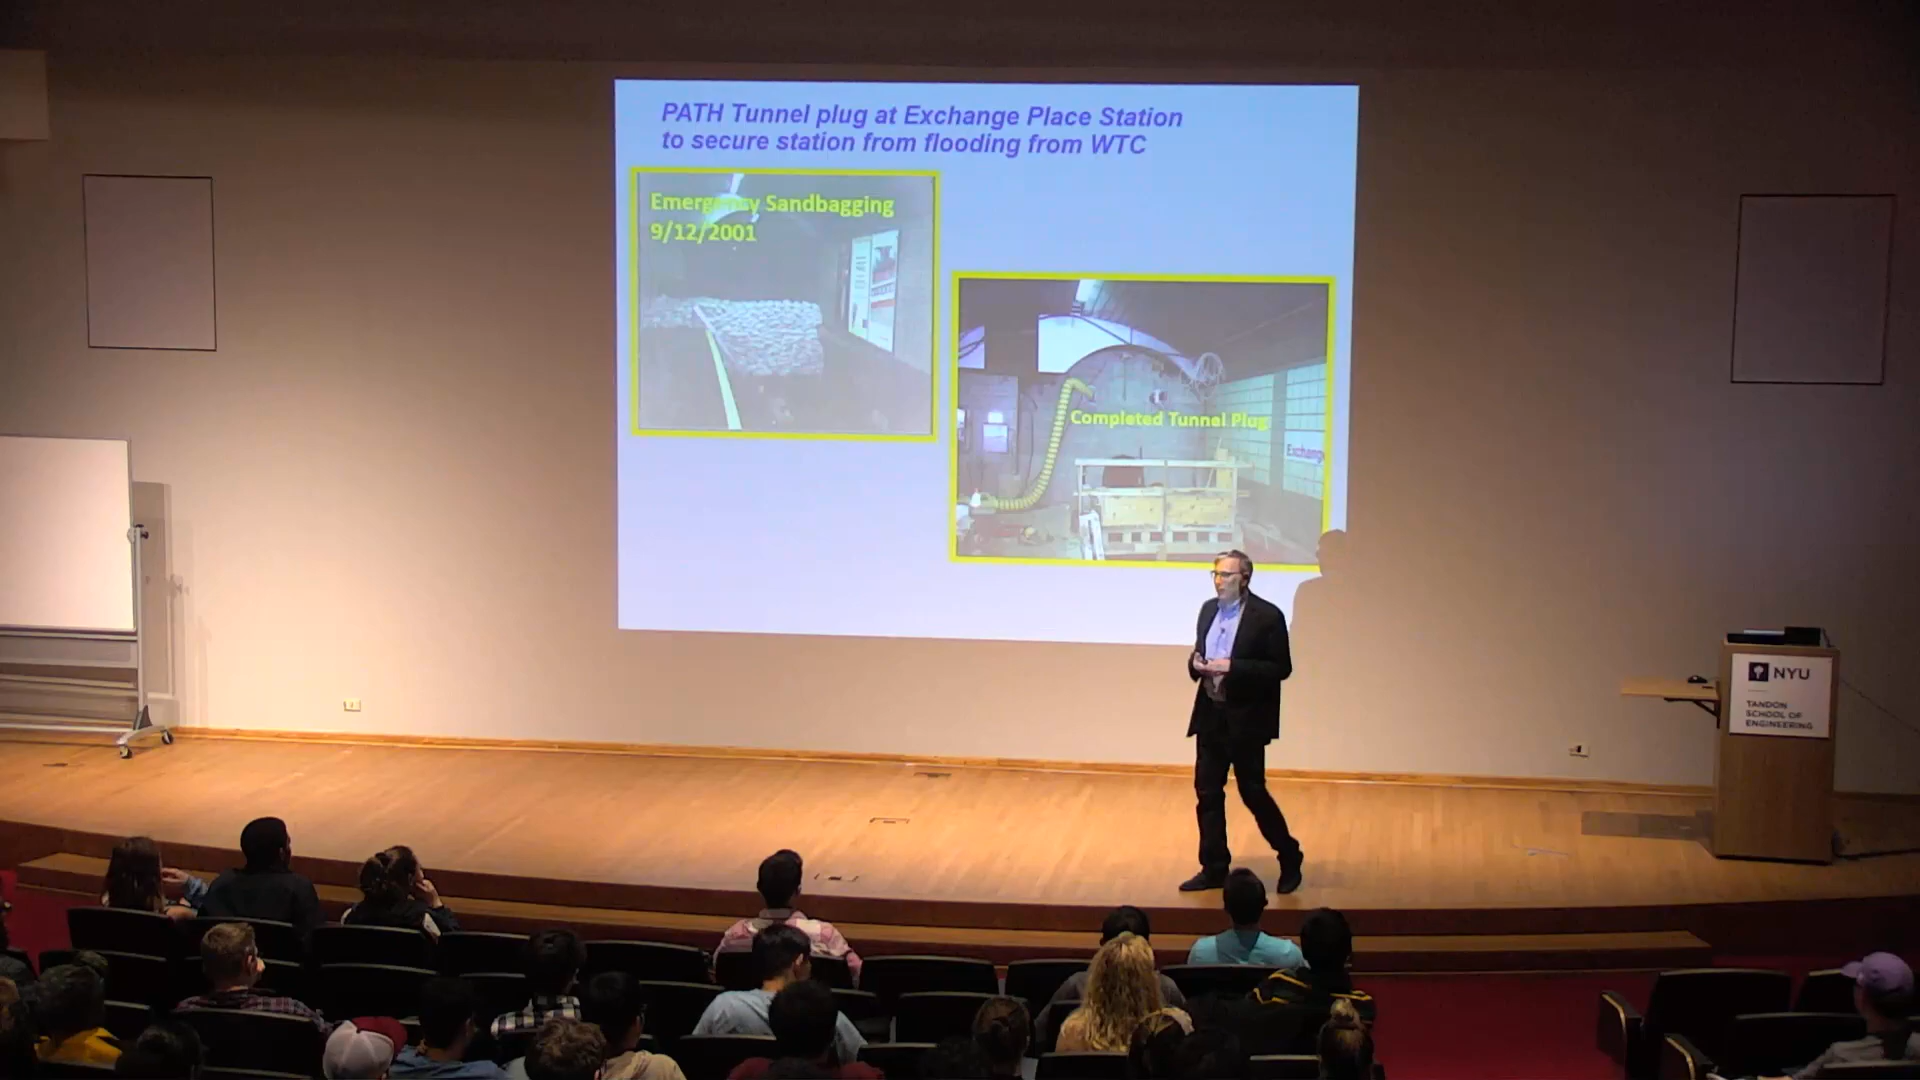 PATH Tunnel plug at Exchange Place Station
to secure station from flooding from WTC
Emergency Sandbagging
9/12/2001
Completed Tunnel Plug
Exchang
NYU
TANDON
SCHOOL OF
ENGINEERING